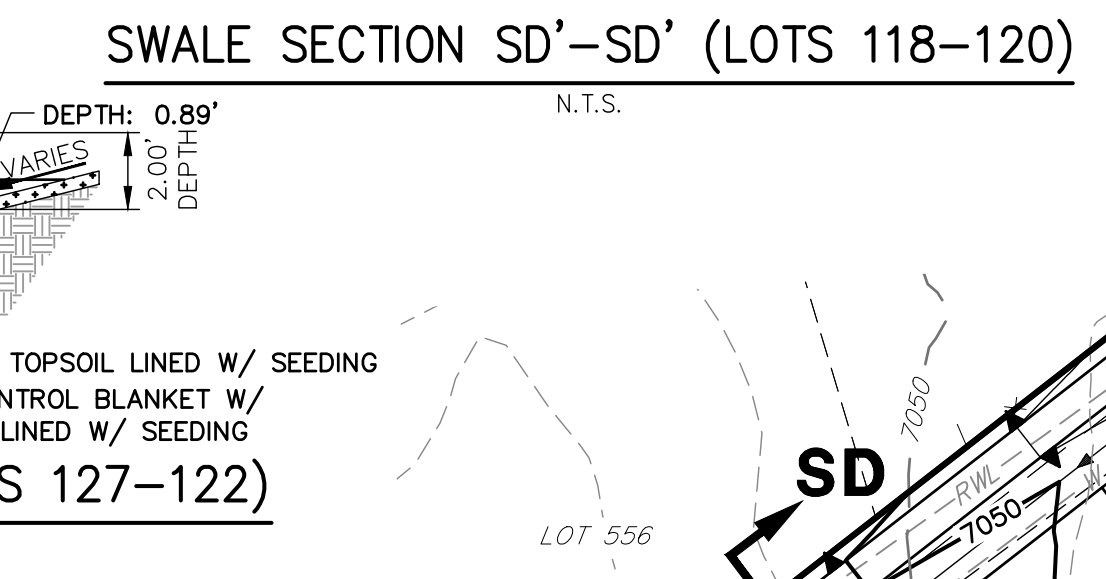 SWALE SECTION SD'-SD' (LOTS 118-120)
N.T.S.
DEPTH: 0.89'
VARIES
2.00'
DEPTH
TOPSOIL LINED W/ SEEDING
NTROL BLANKET W/
LINED W/ SEEDING
S 127-122)
7050
SD
RWL
W
7050
LOT 556